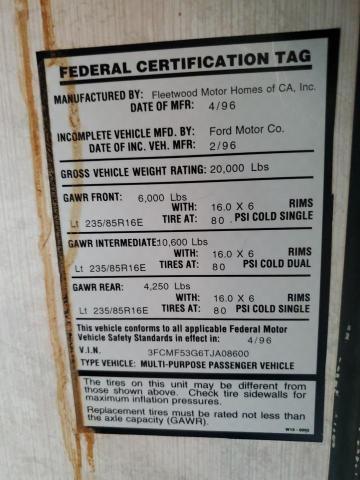 FEDERAL CERTIFICATION TAG
MANUFACTURED BY: Fleetwood Motor Homes of CA, Inc.
DATE OF MFR: 4/96
INCOMPLETE VEHICLE MFD. BY: Ford Motor Co.
DATE OF INC. VEH. MFR: 2/96
GROSS VEHICLE WEIGHT RATING: 20,000 Lbs
GAWR FRONT: 6,000 Lbs
WITH: 16.0 X 6 RIMS
Lt 235/85R16E TIRE AT: 80 . PSI COLD SINGLE
GAWR INTERMEDIATE: 10,600 Lbs
WITH: 16.0 X 6 RIMS
Lt 235/85R16E TIRES AT: 80 PSI COLD DUAL
GAWR REAR: 4,250 Lbs
WITH: 16.0 X 6 RIMS
Lt 235/85R16E TIRES AT: 80 PSI COLD SINGLE
This vehicle conforms to all applicable Federal Motor
Vehicle Safety Standards in effect in: 4/96
V.I.N. 3FCMF53G6TJA08600
TYPE VEHICLE: MULTI-PURPOSE PASSENGER VEHICLE
The tires on this unit may be different from
those shown above. Check tire sidewalls for
maximum inflation pressures.
Replacement tires must be rated not less than
the axle capacity (GAWR).